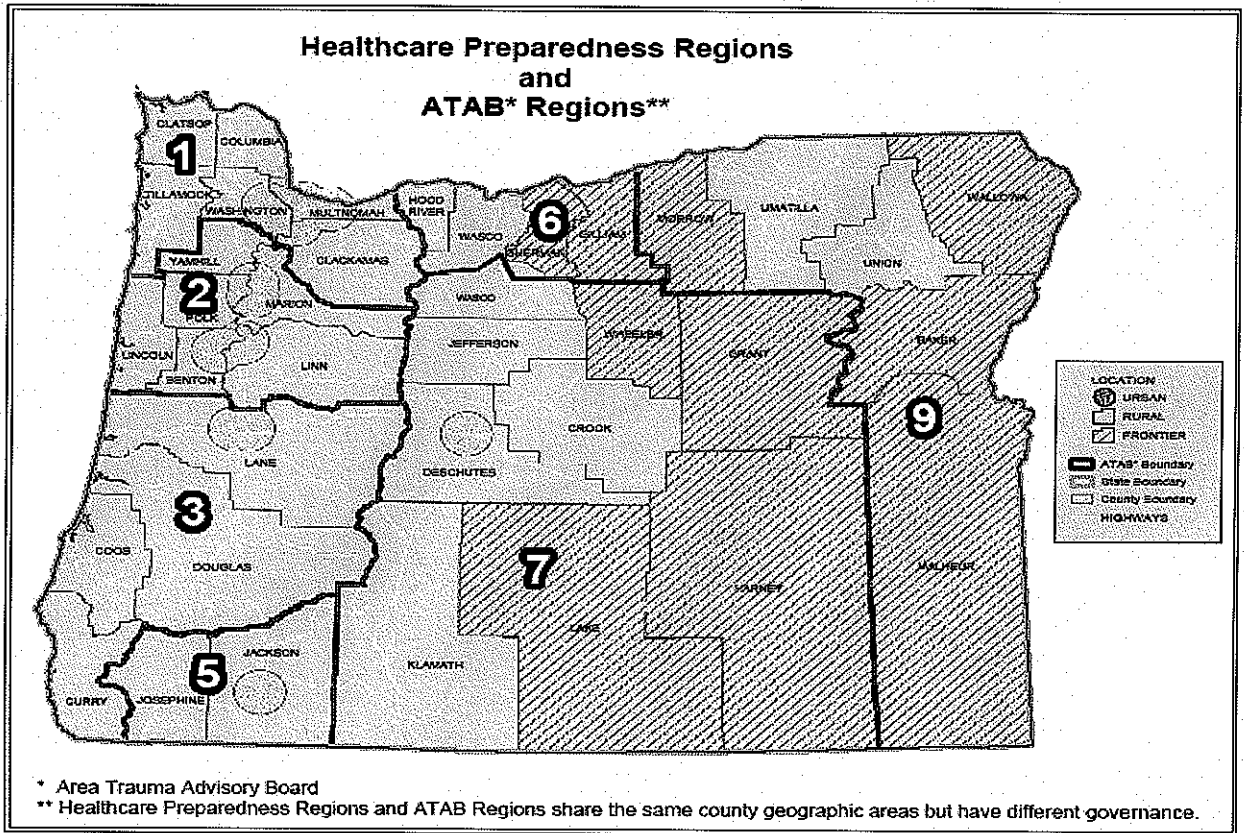 Healthcare Preparedness Regions
and
ATAB* Regions**
CLATSOP
1
COLUMBIA
TILLAMOOK
WASHINGTON
MULTNOMAH
HOOD
RIVER
WASCO
6
SHERMAN
GILLIAM
MORROW
UMATILLA
WALLOWA
UNION
YAMHILL
CLACKAMAS
2
POLK
MARION
WASCO
WHEELER
GRANT
BAKER
LINCOLN
BENTON
LINN
JEFFERSON
CROOK
9
LANE
DESCHUTES
3
COOS
DOUGLAS
7
LAKE
HARNEY
MALHEUR
CURRY
JOSEPHINE
5
JACKSON
KLAMATH
LOCATION
URBAN
RURAL
FRONTIER
ATAB* Boundary
State Boundary
County Boundary
HIGHWAYS
* Area Trauma Advisory Board
** Healthcare Preparedness Regions and ATAB Regions share the same county geographic areas but have different governance.